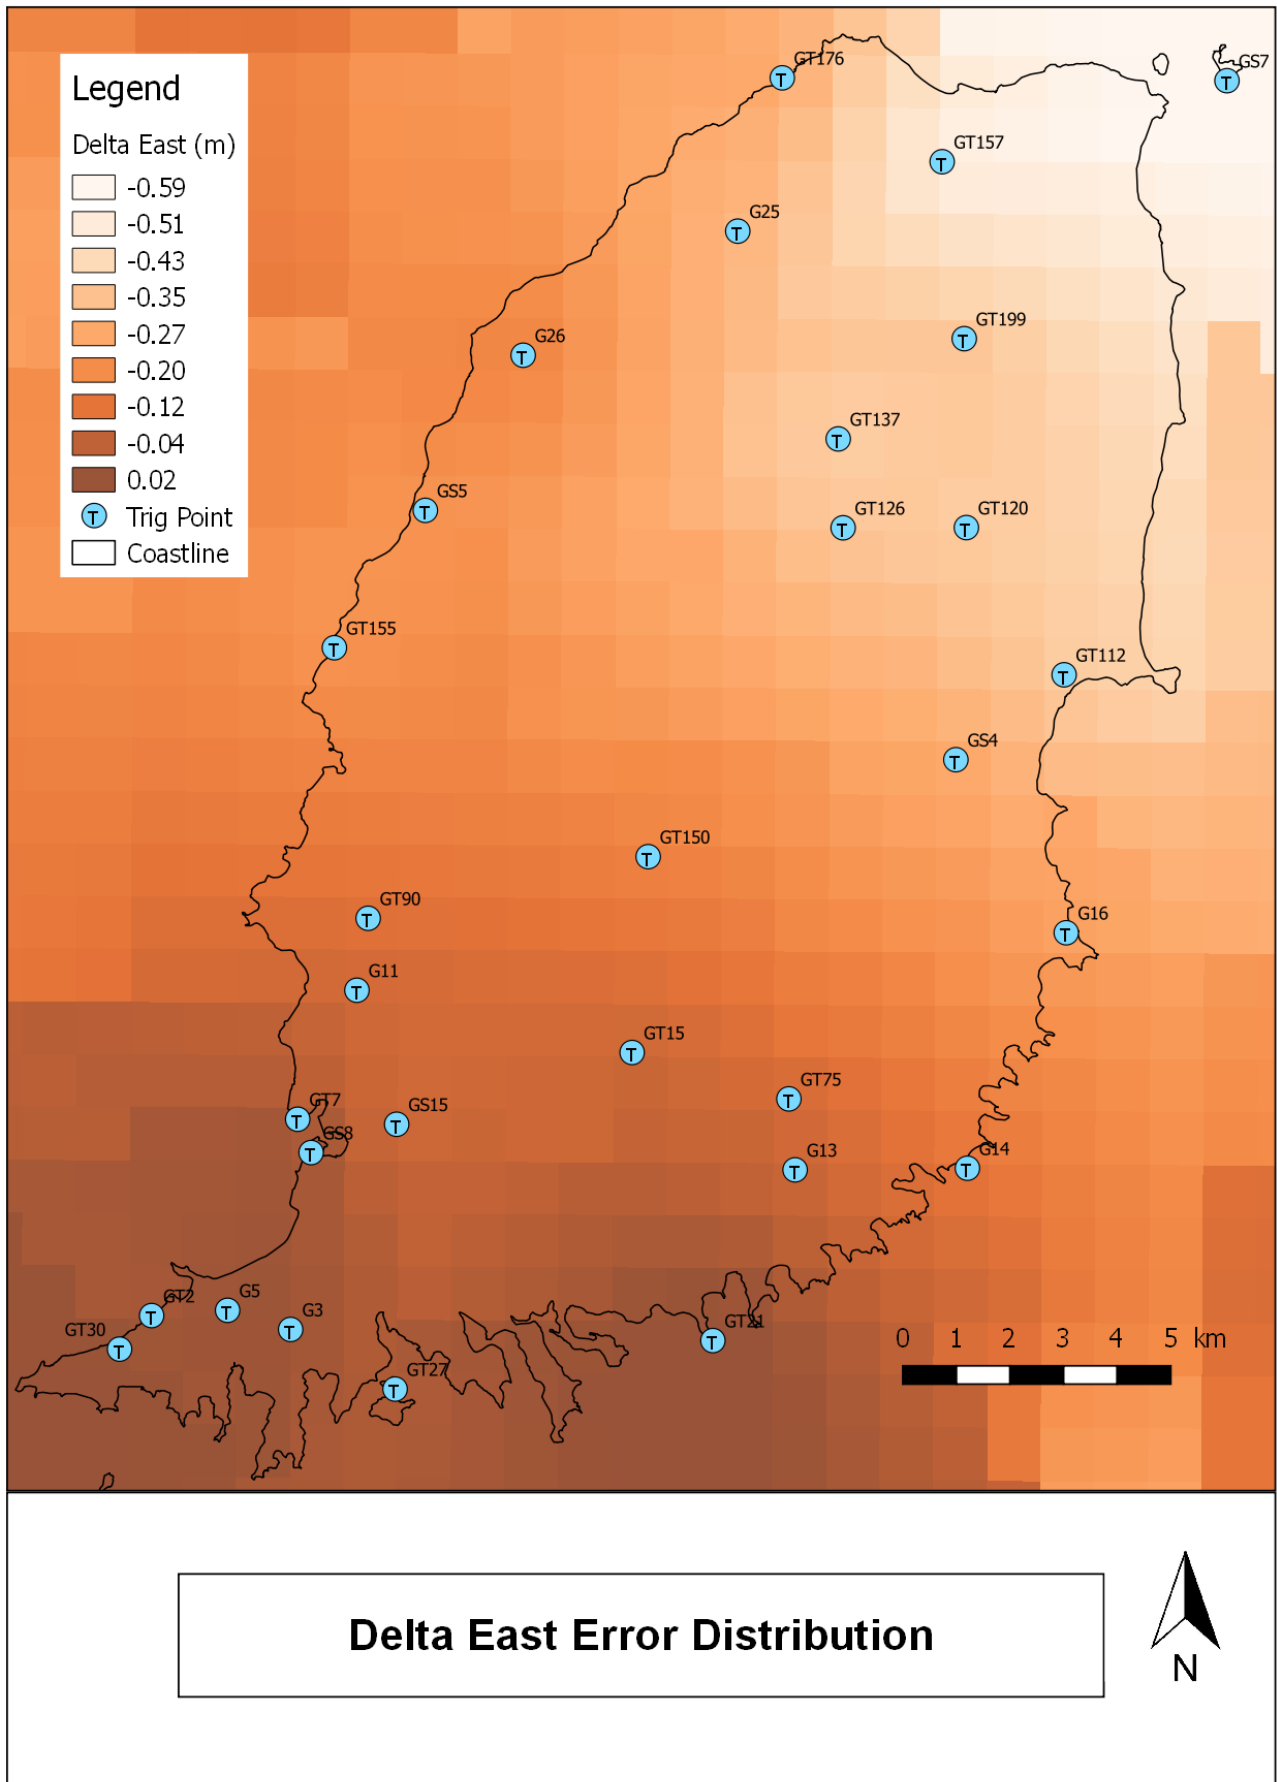 GT176
GS7
Legend
Delta East (m)
-0.59
-0.51
-0.43
-0.35
-0.27
-0.20
-0.12
-0.04
0.02
T Trig Point
Coastline
T
T
GT157
T
G25
T
GT199
T
G26
T
GT137
T
GS5
T
GT126
T
GT120
T
GT155
T
GT112
T
GS4
T
GT150
T
GT90
T
G16
T
G11
T
GT15
T
GT75
T
GT7
T
GS15
T
GS8
T
G13
T
G14
T
GT2
T
G5
T
G3
T
GT30
T
GT21
T
GT27
T
0 1 2 3 4 5 km
Delta East Error Distribution
N